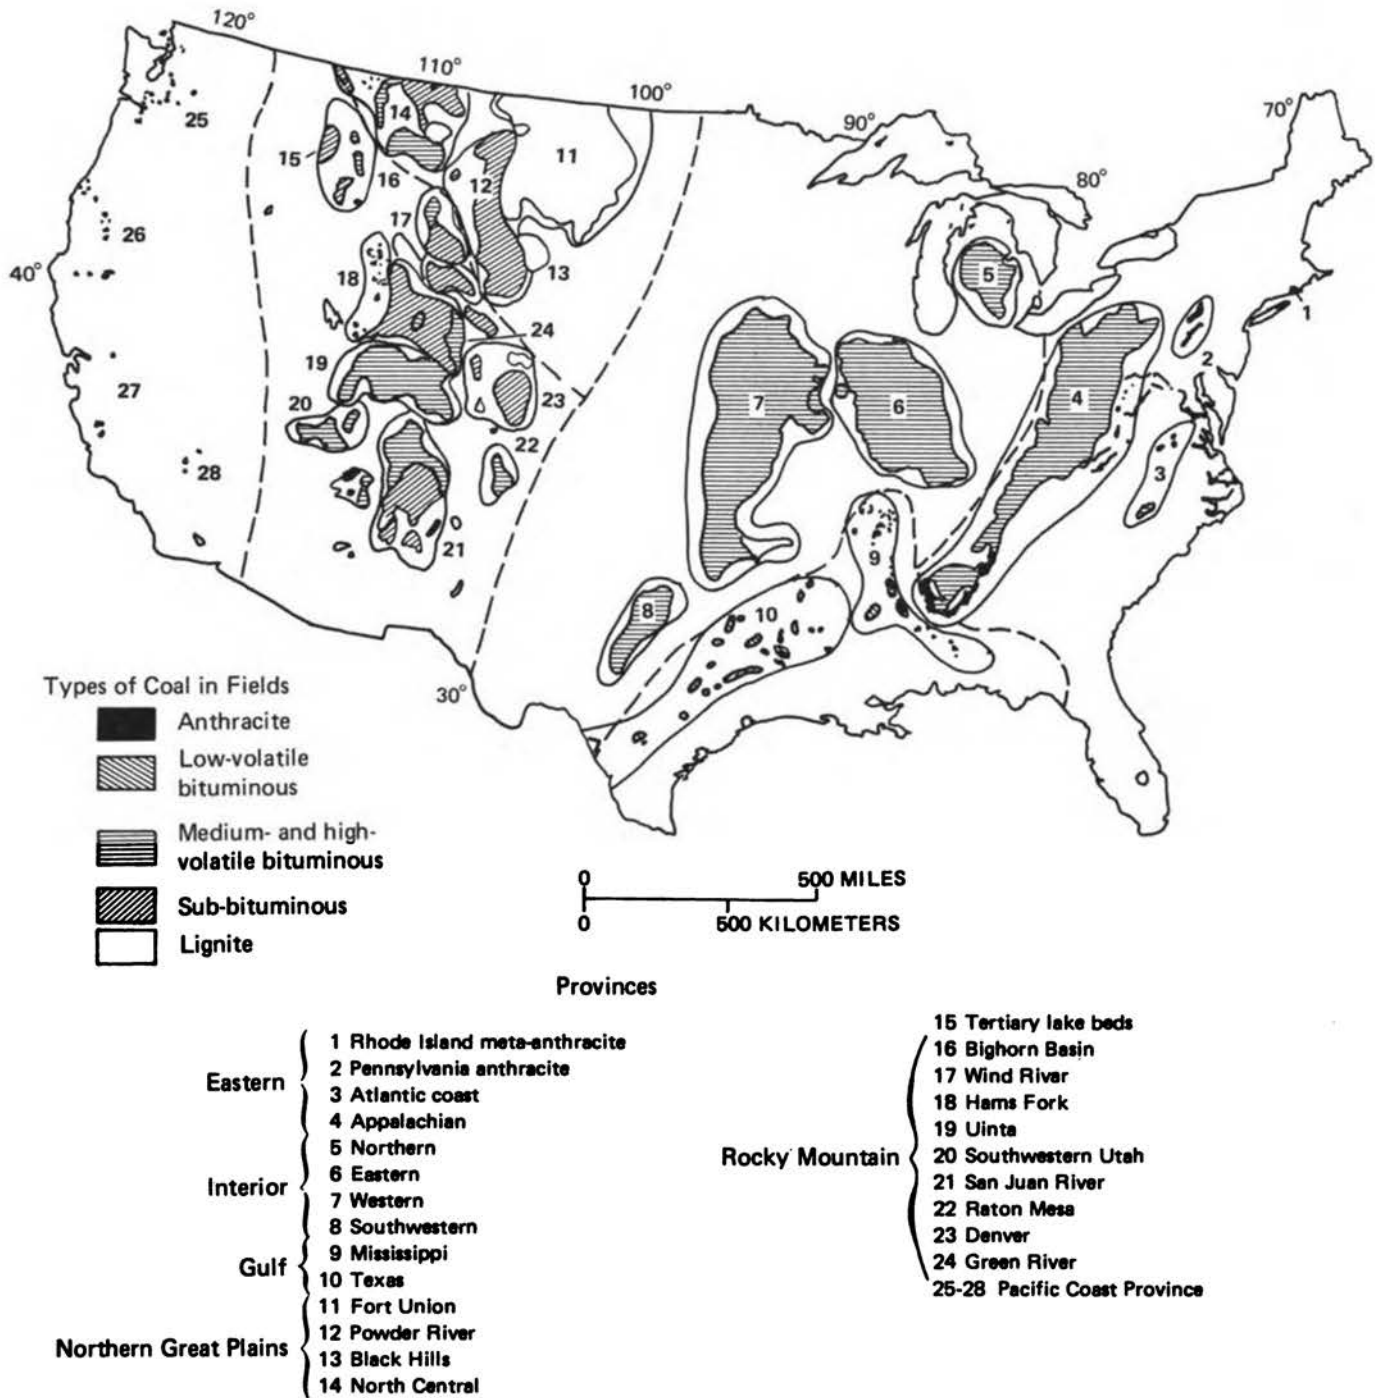 120°
110°
100°
90°
80°
70°
40°
30°
25
26
27
28
14
15
16
11
12
17
13
18
24
19
20
23
22
21
5
1
2
4
7
6
3
9
8
10
Types of Coal in Fields
Anthracite
Low-volatile
bituminous
Medium- and high-
volatile bituminous
Sub-bituminous
Lignite
0 500 MILES
0 500 KILOMETERS
Provinces
Eastern
1 Rhode Island meta-anthracite
2 Pennsylvania anthracite
3 Atlantic coast
4 Appalachian
Interior
5 Northern
6 Eastern
7 Western
8 Southwestern
Gulf
9 Mississippi
10 Texas
Northern Great Plains
11 Fort Union
12 Powder River
13 Black Hills
14 North Central
Rocky Mountain
15 Tertiary lake beds
16 Bighorn Basin
17 Wind River
18 Hams Fork
19 Uinta
20 Southwestern Utah
21 San Juan River
22 Raton Mesa
23 Denver
24 Green River
25-28 Pacific Coast Province